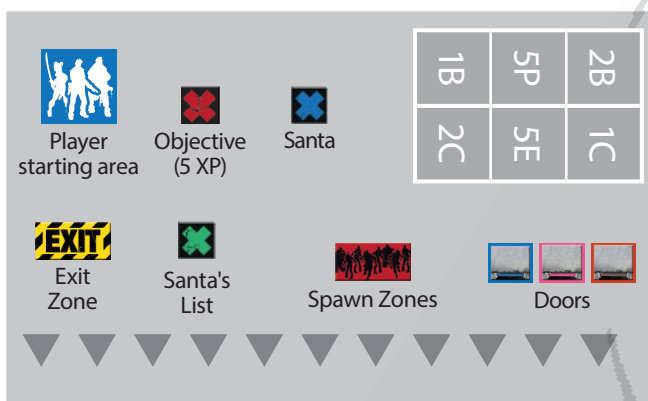 1B 5P 2B
2C 5E 1C
Player
starting area
Objective
(5 XP)
Santa
EXIT
Exit
Zone
Santa's
List
Spawn Zones
Doors